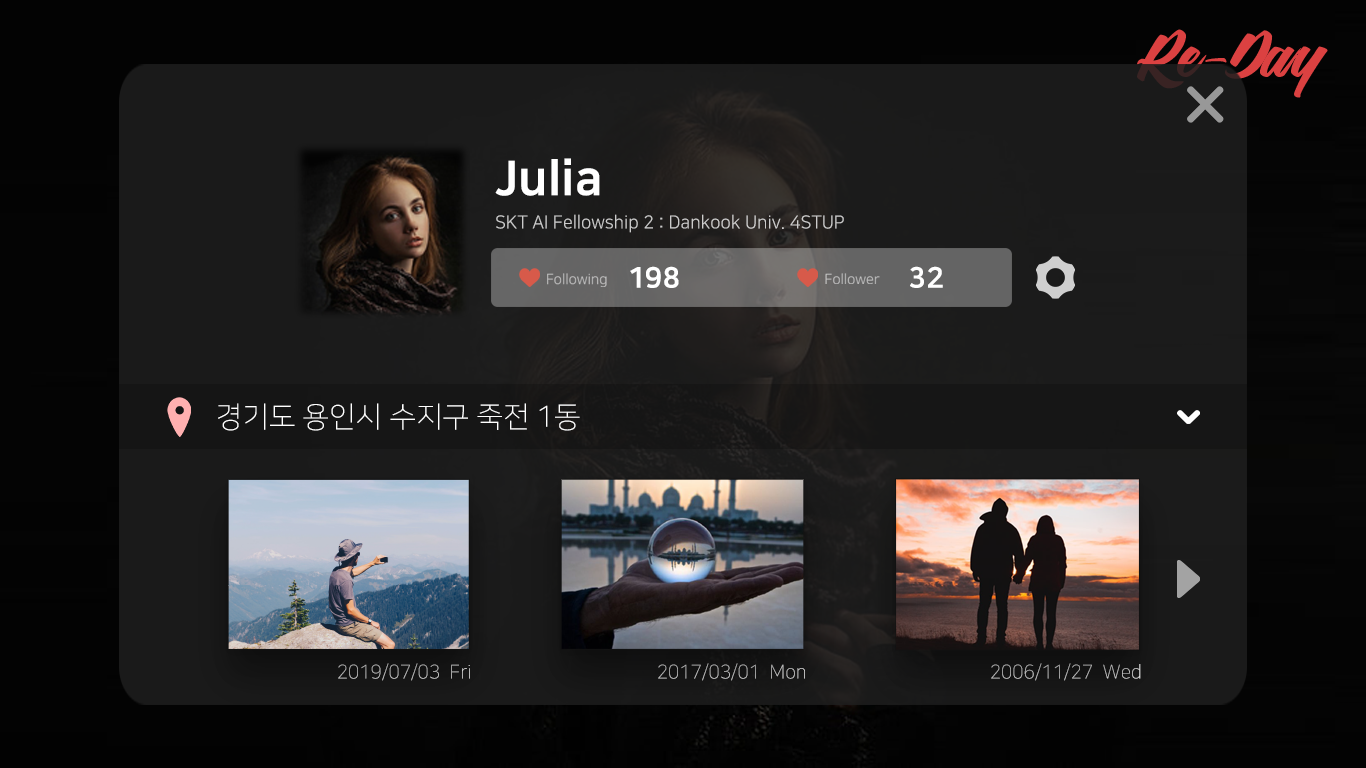 Re-Day
Julia
SKT AI Fellowship 2 : Dankook Univ. 4STUP
Following 198 Follower 32
경기도 용인시 수지구 죽전 1동
2019/07/03 Fri 2017/03/01 Mon 2006/11/27 Wed